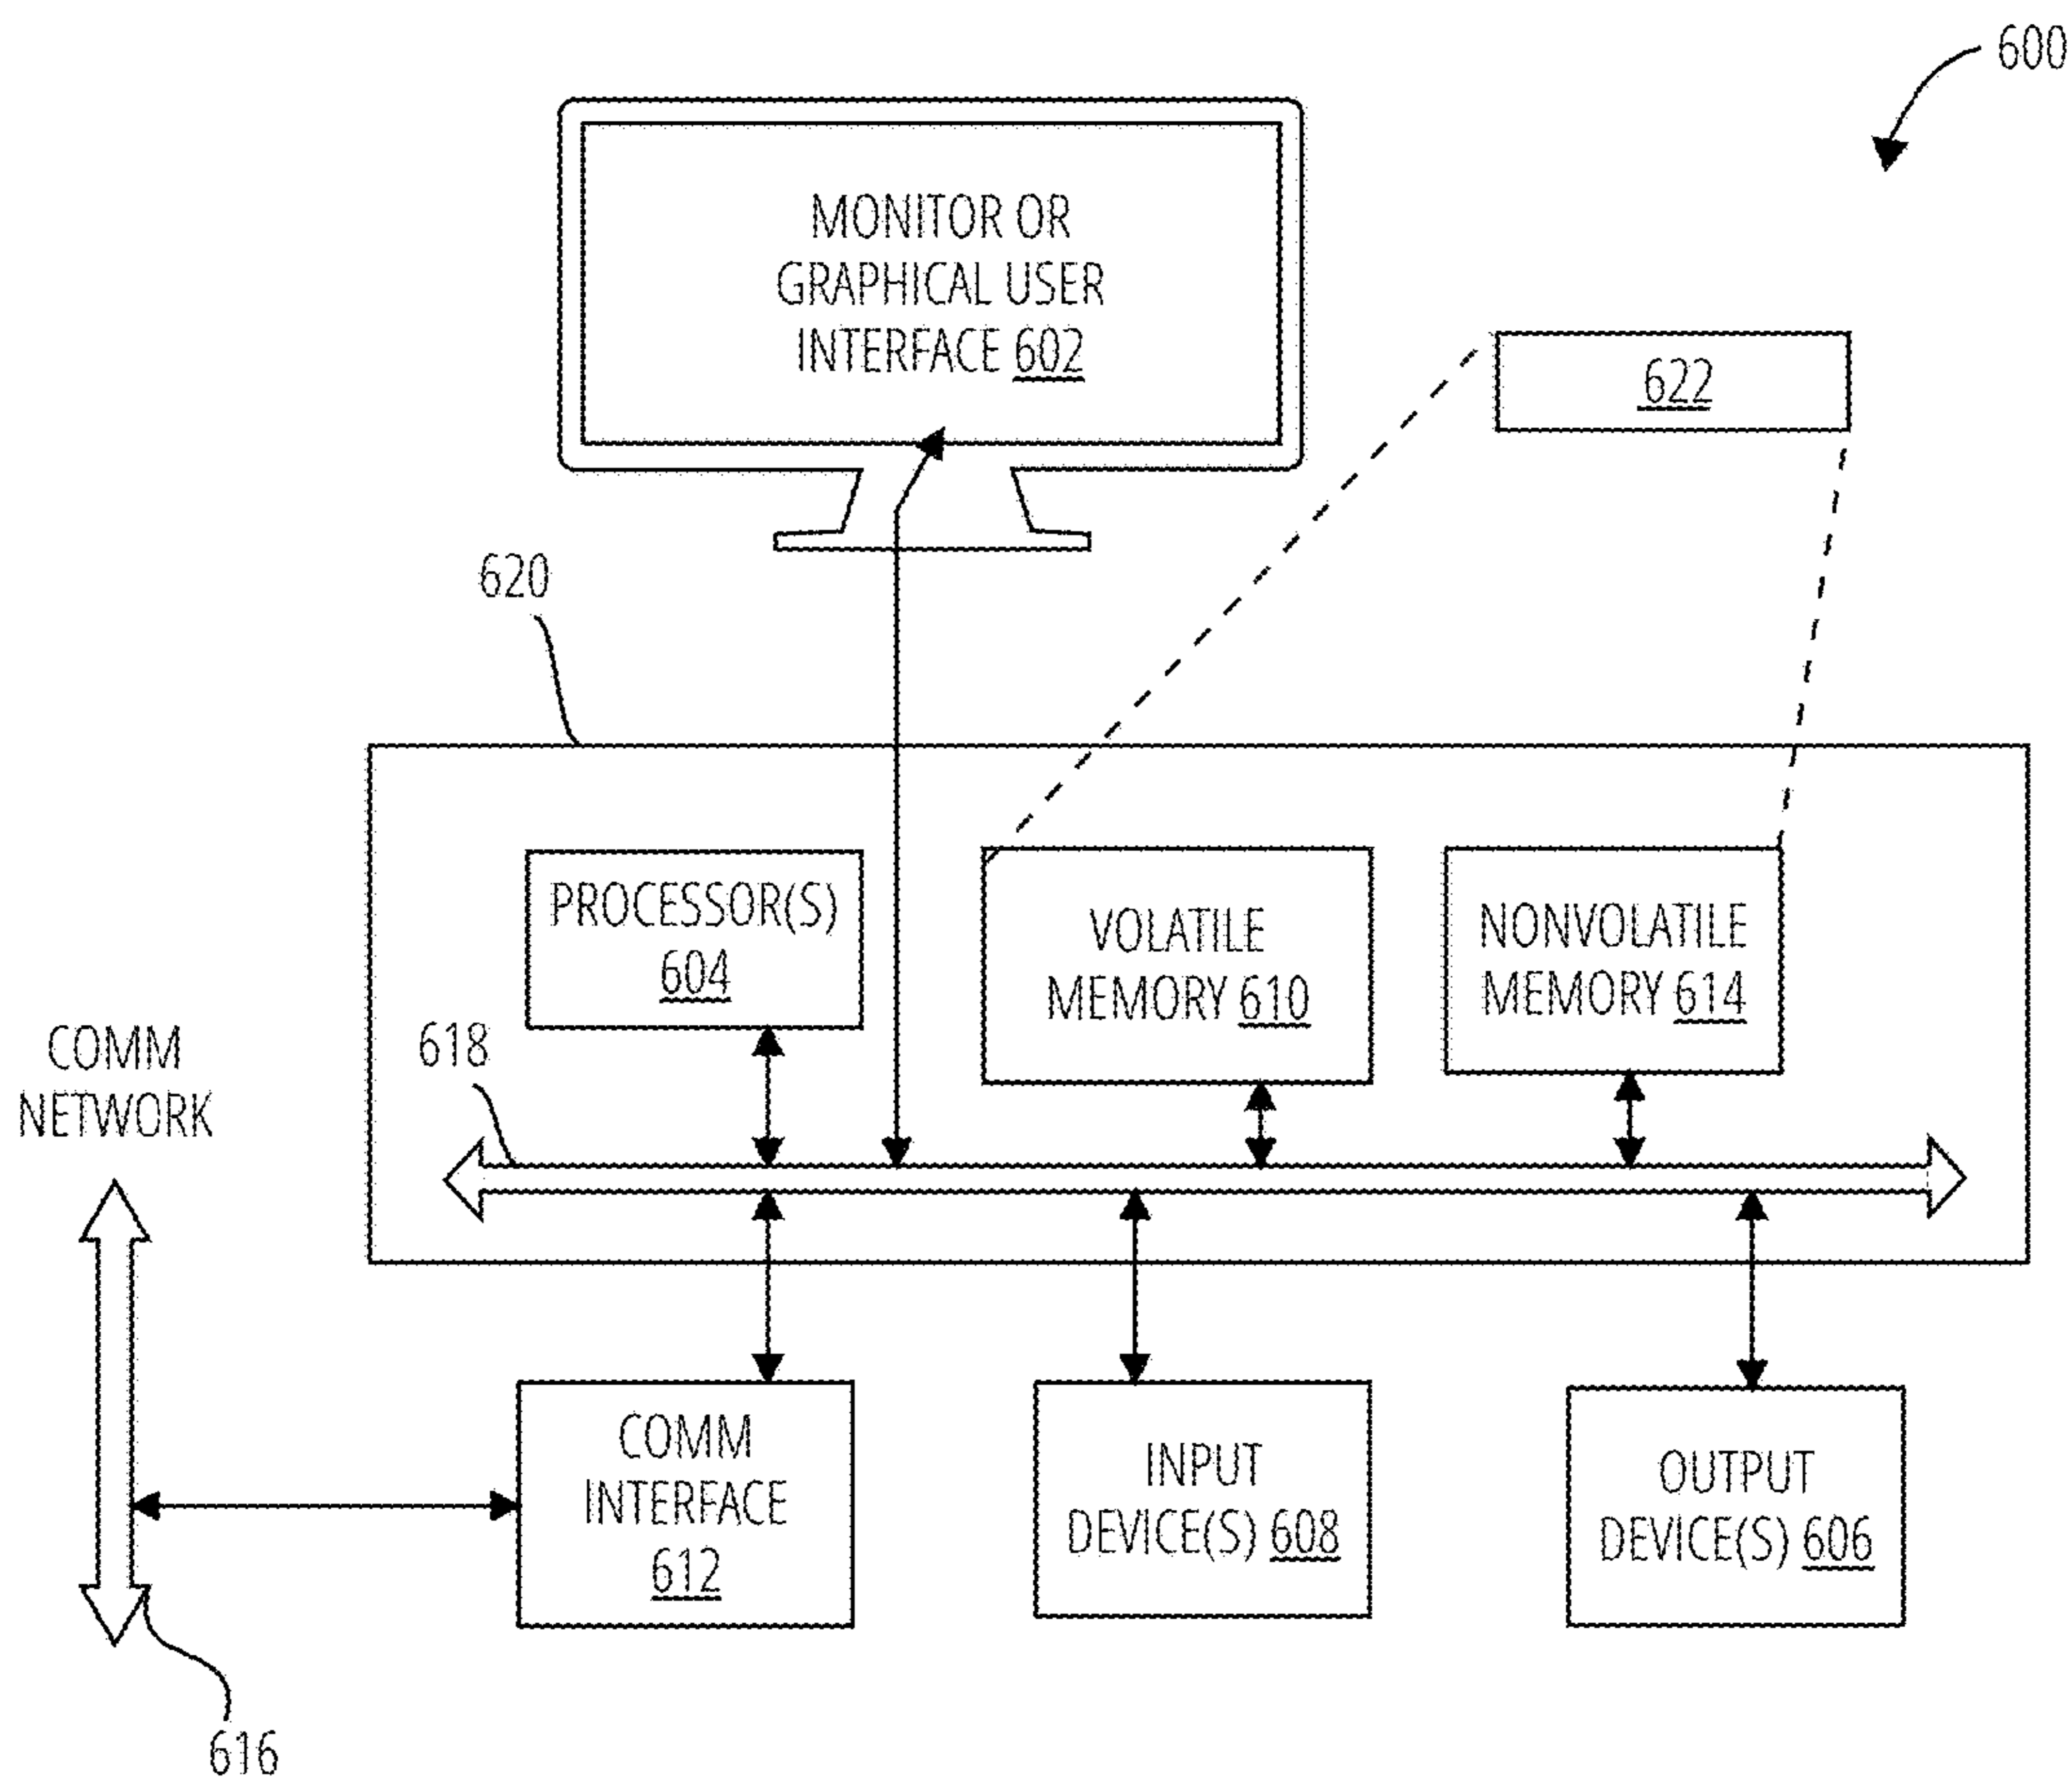 600
MONITOR OR
GRAPHICAL USER
INTERFACE 602
622
620
PROCESSOR(S)
604
VOLATILE
MEMORY 610
NONVOLATILE
MEMORY 614
618
COMM
NETWORK
COMM
INTERFACE
612
INPUT
DEVICE(S) 608
OUTPUT
DEVICE(S) 606
616